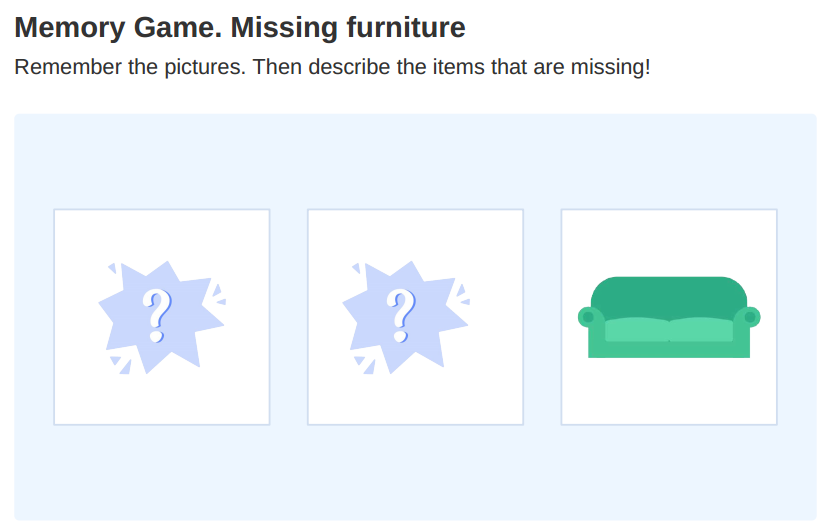 Memory Game. Missing furniture
Remember the pictures. Then describe the items that are missing!
? ?